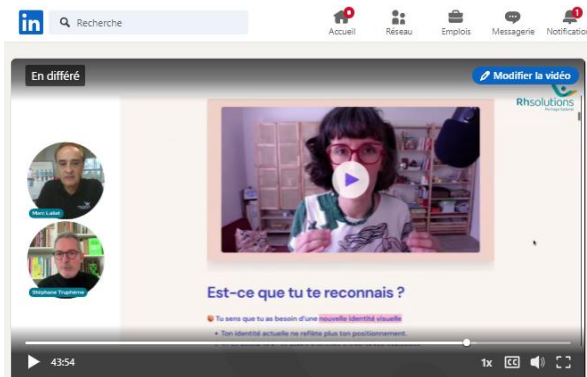 in
Recherche
Accueil
Réseau
Emplois
Messagerie
Notification
1
En différé
Modifier la vidéo
Rhsolutions
Marc Lallet
Stéphane Truphème
Est-ce que tu te reconnais ?
Tu sens que tu as besoin d'une nouvelle identité visuelle
• Ton identité actuelle ne reflète plus ton positionnement.
43:54
1x
CC